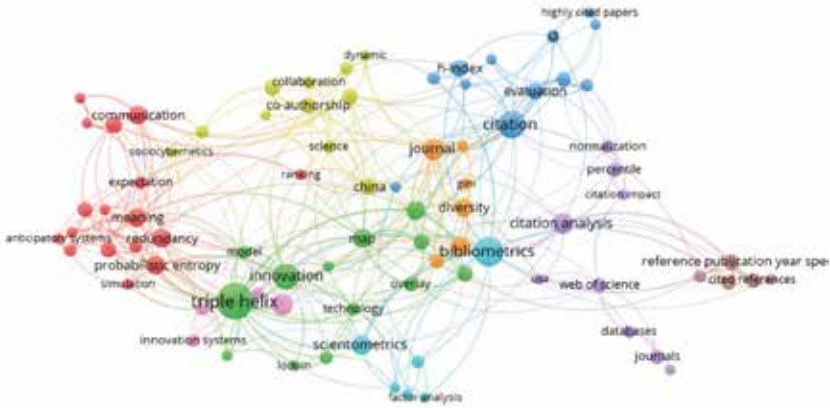 highly cited papers
dynamic
h-index
collaboration
evaluation
co-authorship
communication
citation
science
journal
normalization
sociocybernetics
percentile
ranking
expectation
china
gini
citation impact
meaning
diversity
citation analysis
anticipatory systems
redundancy
map
model
bibliometrics
probabilistic entropy
innovation
reference publication year spe
simulation
overlay
usa
web of science
cited references
triple helix
technology
innovation systems
scientometrics
databases
journals
factor analysis